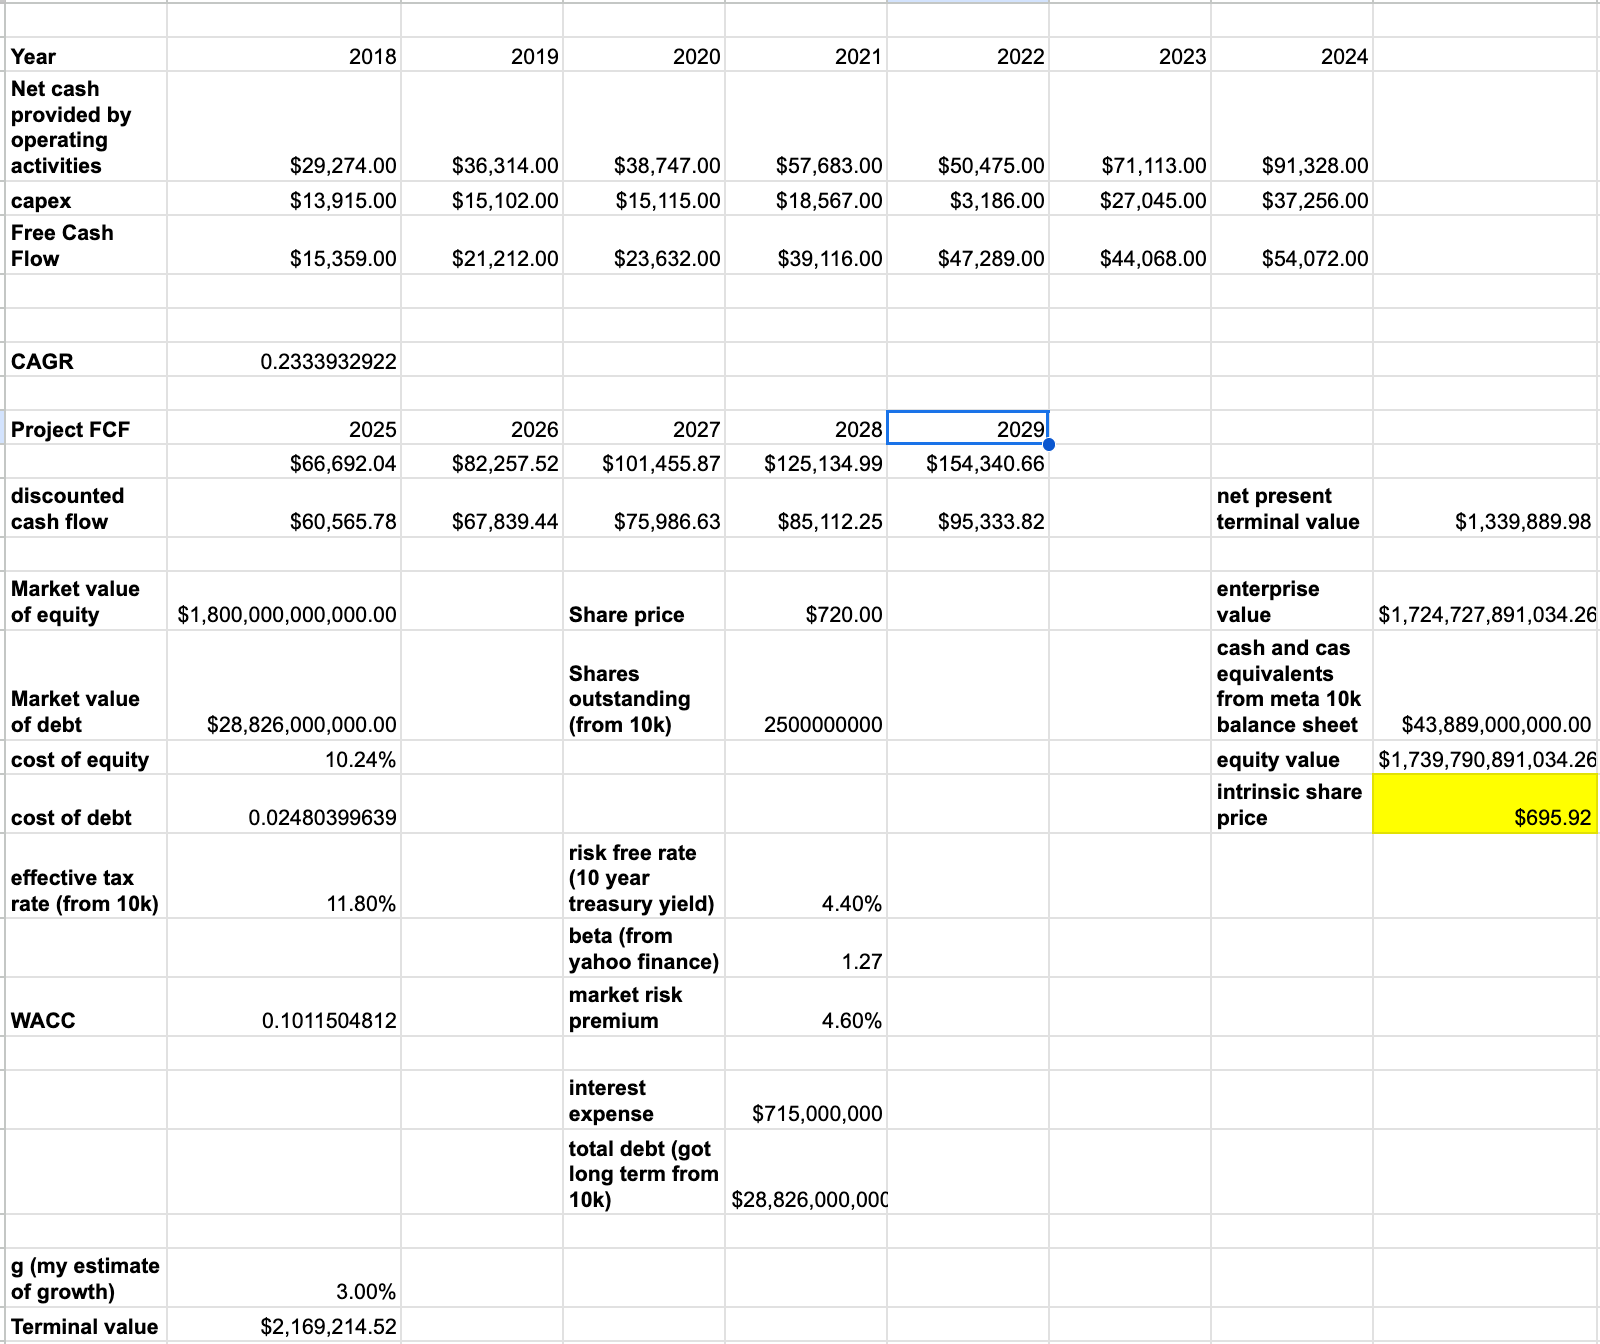 Year 2018 2019 2020 2021 2022 2023 2024
Net cash
provided by
operating
activities $29,274.00 $36,314.00 $38,747.00 $57,683.00 $50,475.00 $71,113.00 $91,328.00
capex $13,915.00 $15,102.00 $15,115.00 $18,567.00 $3,186.00 $27,045.00 $37,256.00
Free Cash
Flow $15,359.00 $21,212.00 $23,632.00 $39,116.00 $47,289.00 $44,068.00 $54,072.00
CAGR 0.2333932922
Project FCF 2025 2026 2027 2028 2029
$66,692.04 $82,257.52 $101,455.87 $125,134.99 $154,340.66
discounted
cash flow $60,565.78 $67,839.44 $75,986.63 $85,112.25 $95,333.82
net present
terminal value $1,339,889.98
Market value
of equity $1,800,000,000,000.00 Share price $720.00
enterprise
value $1,724,727,891,034.26
Market value
of debt $28,826,000,000.00
Shares
outstanding
(from 10k) 2500000000
cash and cas
equivalents
from meta 10k
balance sheet $43,889,000,000.00
cost of equity 10.24% equity value $1,739,790,891,034.26
cost of debt 0.02480399639
intrinsic share
price $695.92
effective tax
rate (from 10k) 11.80%
risk free rate
(10 year
treasury yield) 4.40%
beta (from
yahoo finance) 1.27
WACC 0.1011504812
market risk
premium 4.60%
interest
expense $715,000,000
total debt (got
long term from
10k) $28,826,000,000
g (my estimate
of growth) 3.00%
Terminal value $2,169,214.52